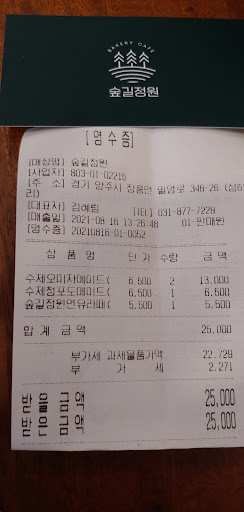 BAKERY CAFE
숲길정원
[영수증]
[매장명] 숲길정원
[사업자] 803-01-02215
[주 소] 경기 양주시 장흥면 일영로 346-26 (삼하
리)
[대표자] 김혜림 [TEL] 031-877-7229
[매출일] 2021-08-16 13:26:48 01-판매원
[영수증] 20210816-01-0052
상 품 명 단 가 수량 금 액
수제오미자에이드( 6,500 2 13,000
수제청포도에이드( 6,500 1 6,500
숲길정원연유라떼( 5,500 1 5,500
합 계 금 액 25,000
부가세 과세물품가액 22,729
부 가 세 2,271
받을금액 25,000
받은금액 25,000